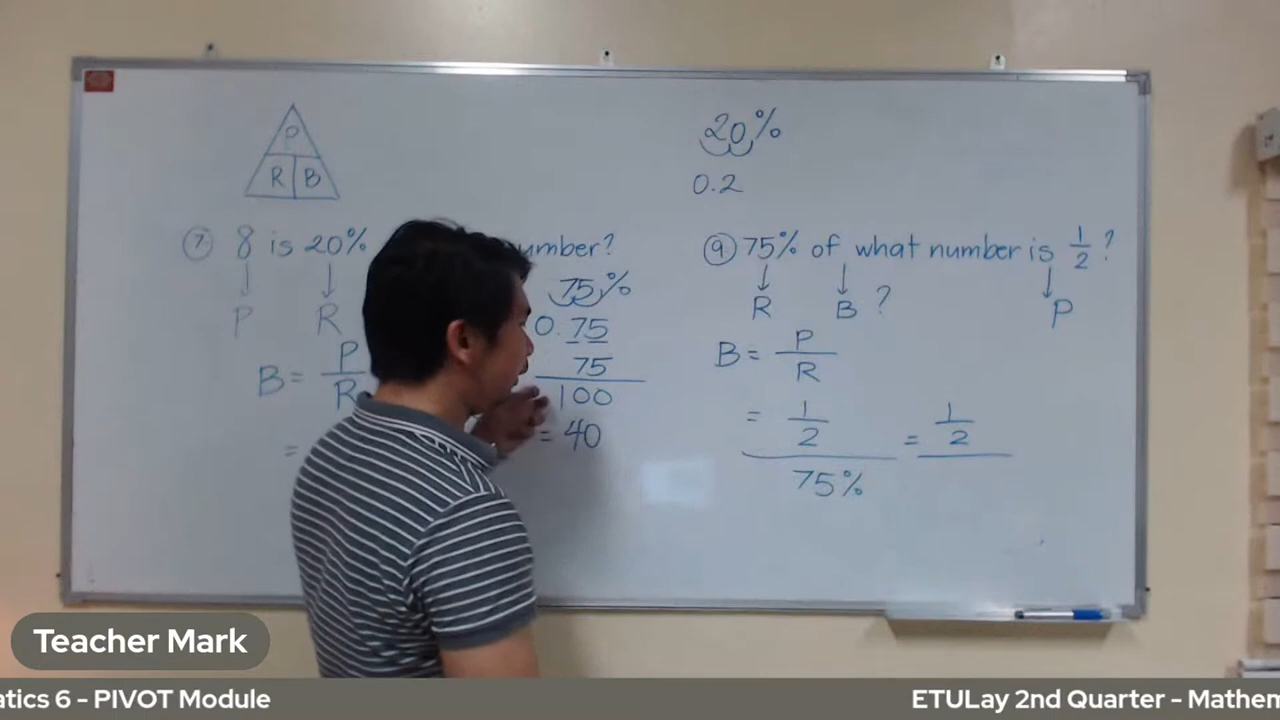 P
R B
20%
0.2
7 8 is 20% umber?
P R
B = P
R
=
75%
0.75
75
100
= 40
9 75% of what number is 1/2?
R B ? P
B = P
R
= 1
2
75%
= 1
2
Teacher Mark
atics 6 - PIVOT Module
ETULay 2nd Quarter - Mathem